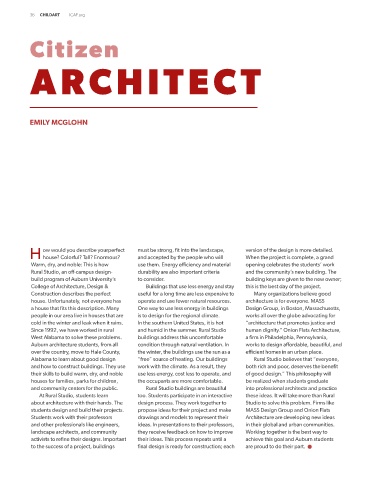 30 CHILDART ICAF.org
Citizen
ARCHITECT
EMILY MCGLOHN
How would you describe your perfect
house? Colorful? Tall? Enormous?
Warm, dry, and noble: This is how
Rural Studio, an off-campus design-
build program of Auburn University's
College of Architecture, Design &
Construction describes the perfect
house. Unfortunately, not everyone has
a house that fits this description. Many
people in our area live in houses that are
cold in the winter and leak when it rains.
Since 1992, we have worked in rural
West Alabama to solve these problems.
Auburn architecture students, from all
over the country, move to Hale County,
Alabama to learn about good design
and how to construct buildings. They use
their skills to build warm, dry, and noble
houses for families, parks for children,
and community centers for the public.
At Rural Studio, students learn
about architecture with their hands. The
students design and build their projects.
Students work with their professors
and other professionals like engineers,
landscape architects, and community
activists to refine their designs. Important
to the success of a project, buildings
must be strong, fit into the landscape,
and accepted by the people who will
use them. Energy efficiency and material
durability are also important criteria
to consider.
Buildings that use less energy and stay
useful for a long time are less expensive to
operate and use fewer natural resources.
One way to use less energy in buildings
is to design for the regional climate.
In the southern United States, it is hot
and humid in the summer. Rural Studio
buildings address this uncomfortable
condition through natural ventilation. In
the winter, the buildings use the sun as a
"free" source of heating. Our buildings
work with the climate. As a result, they
use less energy, cost less to operate, and
the occupants are more comfortable.
Rural Studio buildings are beautiful
too. Students participate in an interactive
design process. They work together to
propose ideas for their project and make
drawings and models to represent their
ideas. In presentations to their professors,
they receive feedback on how to improve
their ideas. This process repeats until a
final design is ready for construction; each
version of the design is more detailed.
When the project is complete, a grand
opening celebrates the students' work
and the community's new building. The
building keys are given to the new owner;
this is the best day of the project.
Many organizations believe good
architecture is for everyone. MASS
Design Group, in Boston, Massachusetts,
works all over the globe advocating for
"architecture that promotes justice and
human dignity." Onion Flats Architecture,
a firm in Philadelphia, Pennsylvania,
works to design affordable, beautiful, and
efficient homes in an urban place.
Rural Studio believes that "everyone,
both rich and poor, deserves the benefit
of good design." This philosophy will
be realized when students graduate
into professional architects and practice
these ideas. It will take more than Rural
Studio to solve this problem. Firms like
MASS Design Group and Onion Flats
Architecture are developing new ideas
in their global and urban communities.
Working together is the best way to
achieve this goal and Auburn students
are proud to do their part.